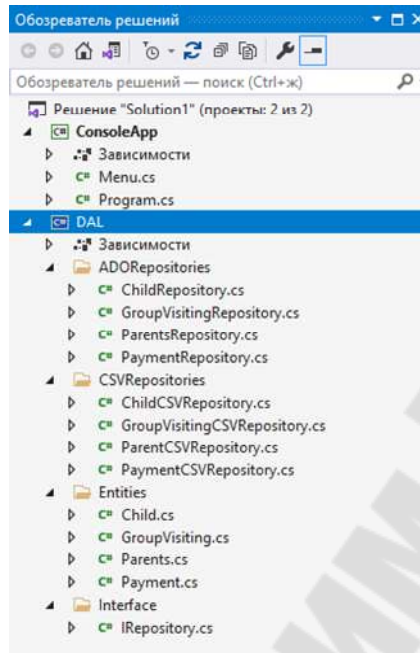 Обозреватель решений
Обозреватель решений — поиск (Ctrl+ж)
Решение "Solution1" (проекты: 2 из 2)
C# ConsoleApp
Зависимости
C# Menu.cs
C# Program.cs
C# DAL
Зависимости
ADORepositories
C# ChildRepository.cs
C# GroupVisitingRepository.cs
C# ParentsRepository.cs
C# PaymentRepository.cs
CSVRepositories
C# ChildCSVRepository.cs
C# GroupVisitingCSVRepository.cs
C# ParentCSVRepository.cs
C# PaymentCSVRepository.cs
Entities
C# Child.cs
C# GroupVisiting.cs
C# Parents.cs
C# Payment.cs
Interface
C# IRepository.cs